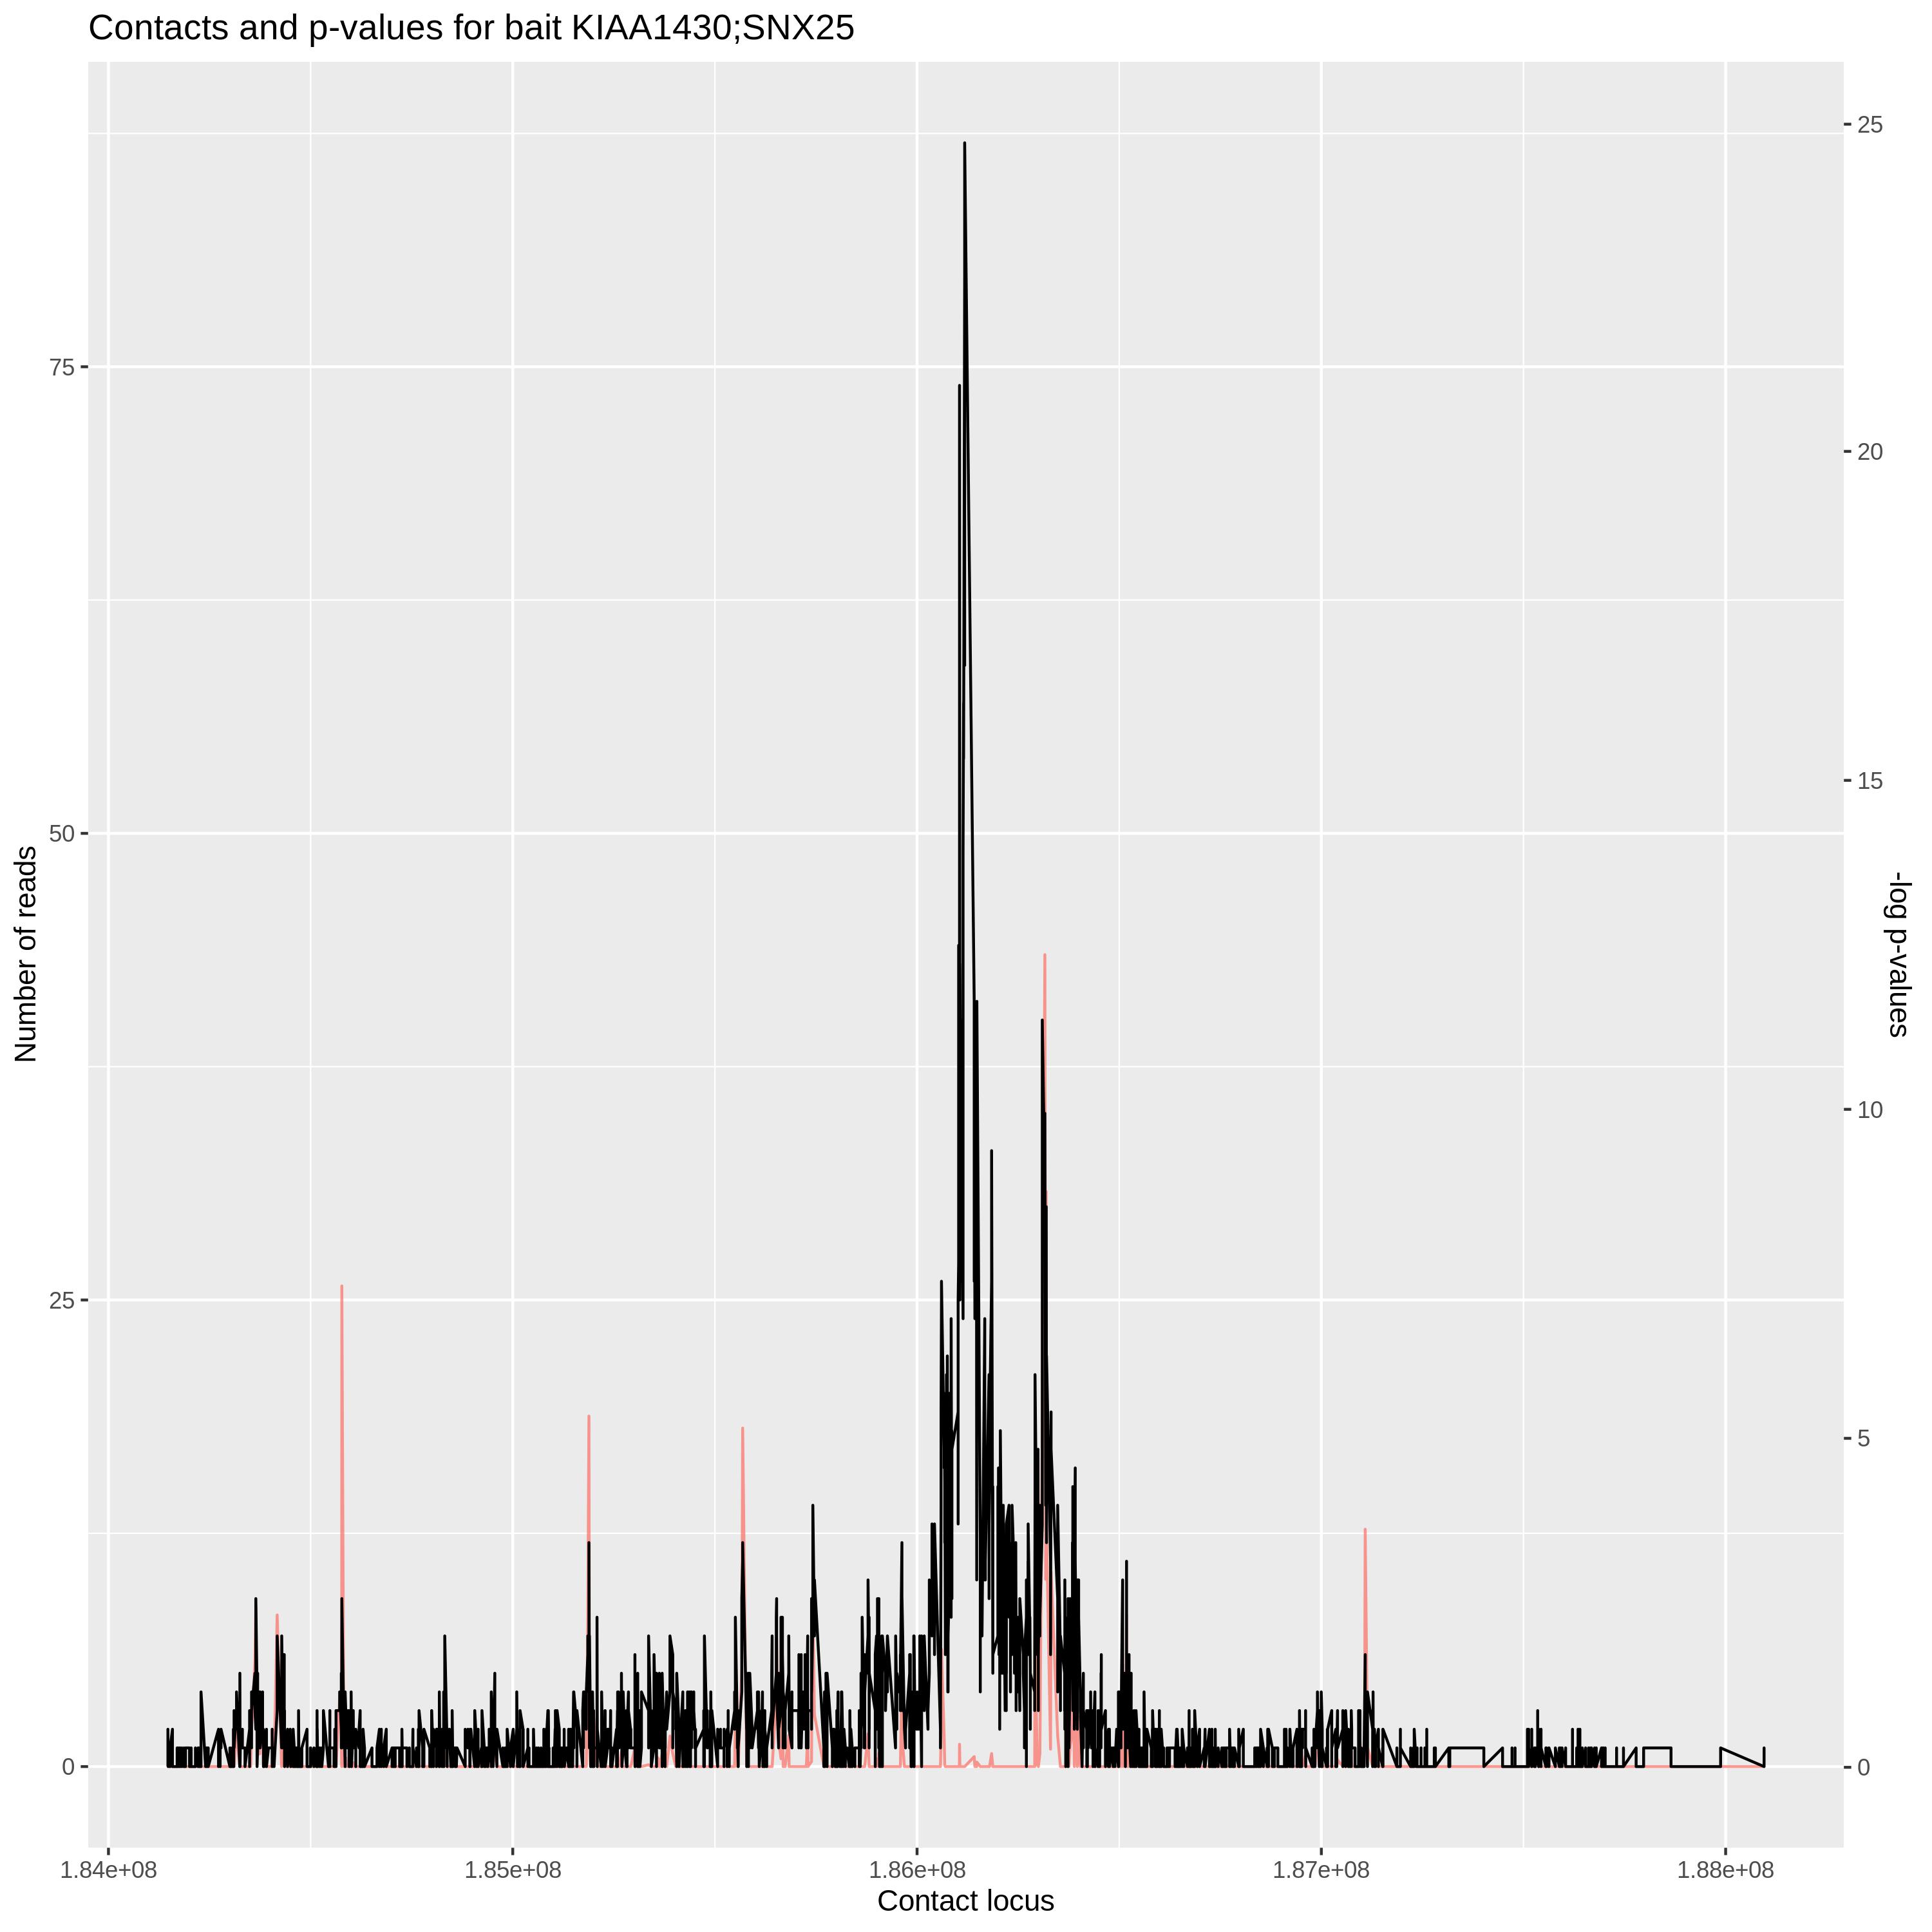 Contacts and p-values for bait KIAA1430;SNX25
Number of reads
75
50
25
0
25
20
15
10
5
0
-log p-values
1.84e+08 1.85e+08 1.86e+08 1.87e+08 1.88e+08
Contact locus